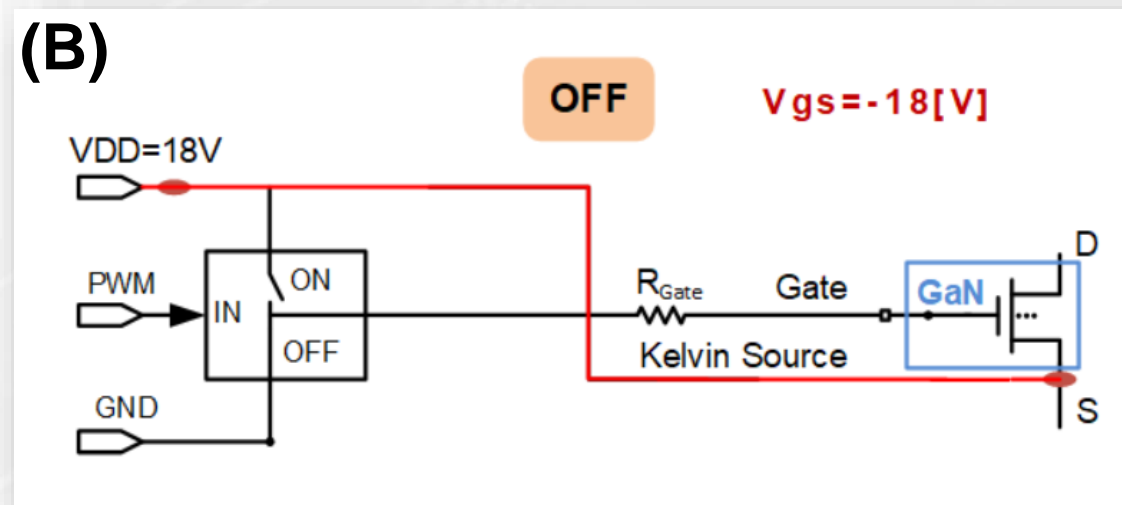 (B)
OFF
Vgs=-18[V]
VDD=18V
ON
PWM
IN
OFF
GND
RGate
Gate
Kelvin Source
GaN
D
S